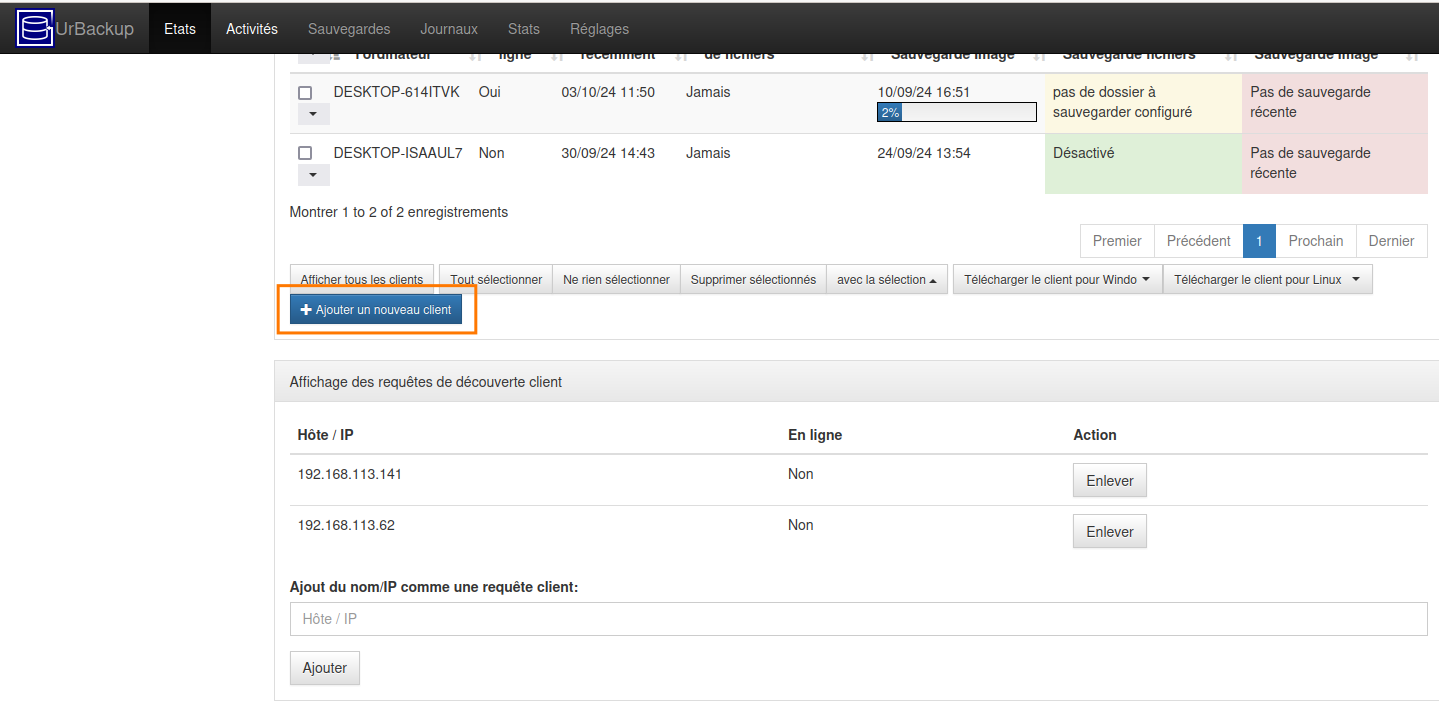 UrBackup Etats Activités Sauvegardes Journaux Stats Réglages
l'ordinateur ligne récemment de fichiers Sauvegarde image Sauvegarde fichiers Sauvegarde image
DESKTOP-614ITVK Oui 03/10/24 11:50 Jamais 10/09/24 16:51 pas de dossier à Pas de sauvegarde
2% sauvegarder configuré récente
DESKTOP-ISAAUL7 Non 30/09/24 14:43 Jamais 24/09/24 13:54 Désactivé Pas de sauvegarde
récente
Montrer 1 to 2 of 2 enregistrements
Premier Précédent 1 Prochain Dernier
Afficher tous les clients Tout sélectionner Ne rien sélectionner Supprimer sélectionnés avec la sélection Télécharger le client pour Windo Télécharger le client pour Linux
Ajouter un nouveau client
Affichage des requêtes de découverte client
Hôte / IP En ligne Action
192.168.113.141 Non Enlever
192.168.113.62 Non Enlever
Ajout du nom/IP comme une requête client:
Hôte / IP
Ajouter